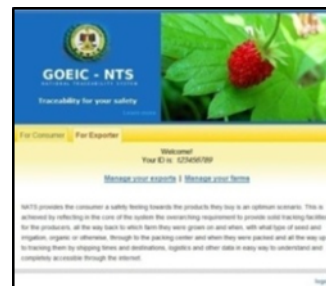 GOEIC - NTS
NATIONAL TRACEABILITY SYSTEM
Traceability for your safety
Learn more
For Consumer
For Exporter
Welcome!
Your ID is: 123456789
Manage your exports | Manage your farms
NATS provides the consumer a safety feeling towards the products they buy is an optimum scenario. This is
achieved by reflecting in the core of the system the overarching requirement to provide solid tracking facilities
for the producers, all the way back to which farm they were grown on and when, with what type of seed and
irrigation, organic or otherwise, through to the packing center and when they were packed and all the way up
to tracking them by shipping times and destinations, logistics and other data in easy way to understand and
completely accessible through the internet.